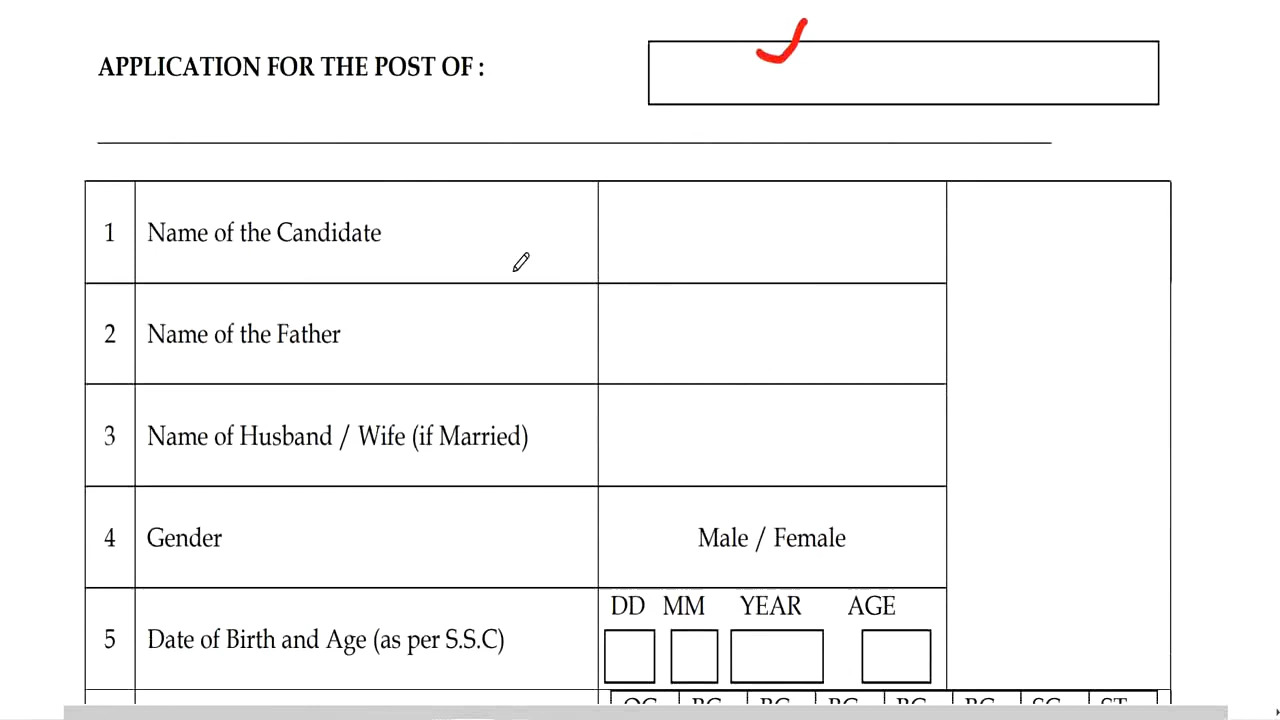 APPLICATION FOR THE POST OF :
1 Name of the Candidate
2 Name of the Father
3 Name of Husband / Wife (if Married)
4 Gender Male / Female
DD MM YEAR AGE
5 Date of Birth and Age (as per S.S.C)